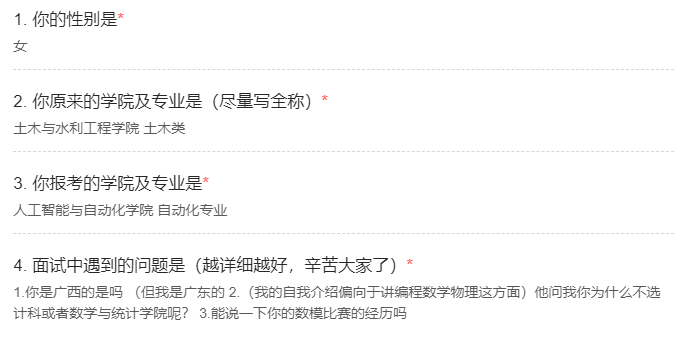 1. 你的性别是*
女
2. 你原来的学院及专业是（尽量写全称）*
土木与水利工程学院 土木类
3. 你报考的学院及专业是*
人工智能与自动化学院 自动化专业
4. 面试中遇到的问题是（越详细越好，辛苦大家了）*
1.你是广西的是吗 （但我是广东的 2.（我的自我介绍偏向于讲编程数学物理这方面）他问我你为什么不选
计科或者数学与统计学院呢？ 3.能说一下你的数模比赛的经历吗